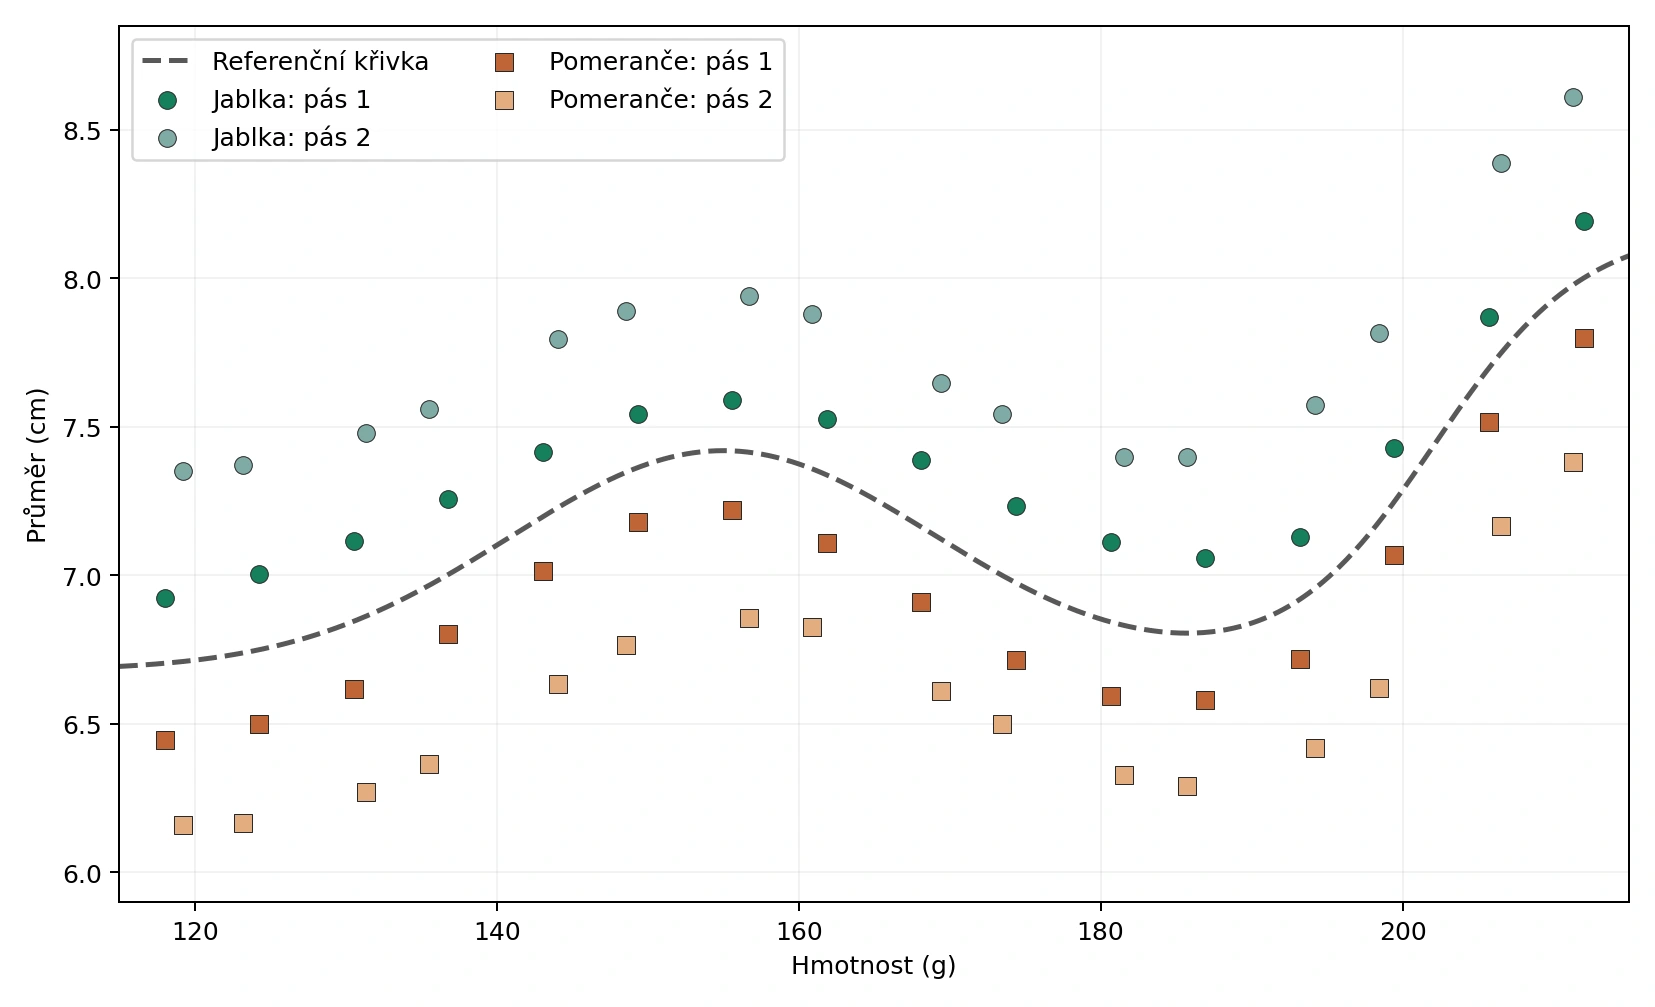 Referenční křivka
Jablka: pás 1
Jablka: pás 2
Pomeranče: pás 1
Pomeranče: pás 2
8.5
8.0
7.5
7.0
6.5
6.0
Průměr (cm)
120 140 160 180 200
Hmotnost (g)